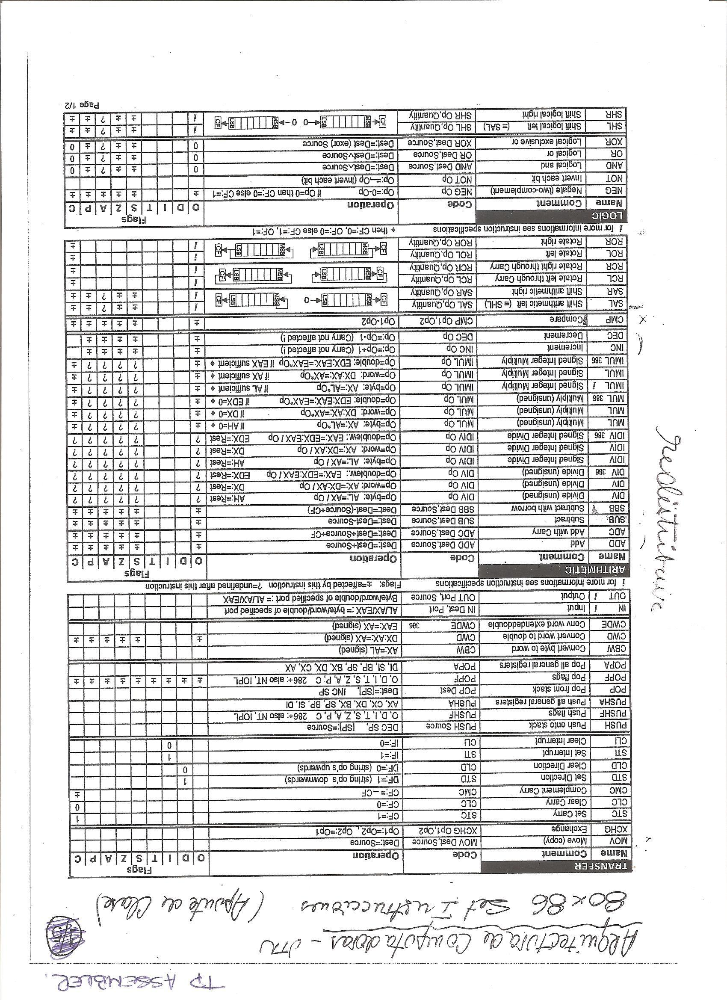 TP ASSEMBLER.
Arquitectura de Computadoras - UTN
80x86 Set Instrucciones (Apunte de Clase)
TRANSFER Flags
Name Comment Code Operation O D I T S Z A P C
MOV Move (copy) MOV Dest,Source Dest:=Source
XCHG Exchange XCHG Op1,Op2 Op1:=Op2 , Op2:=Op1
STC Set Carry STC CF:=1 1
CLC Clear Carry CLC CF:=0 0
CMC Complement Carry CMC CF:= ¬CF ±
STD Set Direction STD DF:=1 (string op's downwards) 1
CLD Clear Direction CLD DF:=0 (string op's upwards) 0
STI Set Interrupt STI IF:=1 1
CLI Clear Interrupt CLI IF:=0 0
PUSH Push onto stack PUSH Source DEC SP, [SP]:=Source
PUSHF Push flags PUSHF O, D, I, T, S, Z, A, P, C 286+: also NT, IOPL
PUSHA Push all general registers PUSHA AX, CX, DX, BX, SP, BP, SI, DI
POP Pop from stack POP Dest Dest:=[SP], INC SP
POPF Pop flags POPF O, D, I, T, S, Z, A, P, C 286+: also NT, IOPL ± ± ± ± ± ± ± ± ±
POPA Pop all general registers POPA DI, SI, BP, SP, BX, DX, CX, AX
CBW Convert byte to word CBW AX:=AL (signed)
CWD Convert word to double CWD DX:AX:=AX (signed) ± ± ± ± ± ±
CWDE Conv word extended double CWDE 386 EAX:=AX (signed)
IN i Input IN Dest, Port AL/AX/EAX := byte/word/double of specified port
OUT i Output OUT Port, Source Byte/word/double of specified port := AL/AX/EAX
i for more informations see instruction specifications Flags: ±=affected by this instruction ?=undefined after this instruction
ARITHMETIC Flags
Name Comment Code Operation O D I T S Z A P C
ADD Add ADD Dest,Source Dest:=Dest+Source ± ± ± ± ± ±
ADC Add with Carry ADC Dest,Source Dest:=Dest+Source+CF ± ± ± ± ± ±
SUB Subtract SUB Dest,Source Dest:=Dest-Source ± ± ± ± ± ±
SBB Subtract with borrow SBB Dest,Source Dest:=Dest-(Source+CF) ± ± ± ± ± ±
DIV Divide (unsigned) DIV Op Op=byte: AL:=AX / Op AH:=Rest ? ? ? ? ? ?
DIV Divide (unsigned) DIV Op Op=word: AX:=DX:AX / Op DX:=Rest ? ? ? ? ? ?
DIV 386 Divide (unsigned) DIV Op Op=doublew.: EAX:=EDX:EAX / Op EDX:=Rest ? ? ? ? ? ?
IDIV Signed Integer Divide IDIV Op Op=byte: AL:=AX / Op AH:=Rest ? ? ? ? ? ?
IDIV Signed Integer Divide IDIV Op Op=word: AX:=DX:AX / Op DX:=Rest ? ? ? ? ? ?
IDIV 386 Signed Integer Divide IDIV Op Op=doublew.: EAX:=EDX:EAX / Op EDX:=Rest ? ? ? ? ? ?
MUL Multiply (unsigned) MUL Op Op=byte: AX:=AL*Op if AH=0 ♦ ± ? ? ? ? ±
MUL Multiply (unsigned) MUL Op Op=word: DX:AX:=AX*Op if DX=0 ♦ ± ? ? ? ? ±
MUL 386 Multiply (unsigned) MUL Op Op=double: EDX:EAX:=EAX*Op if EDX=0 ♦ ± ? ? ? ? ±
IMUL i Signed Integer Multiply IMUL Op Op=byte: AX:=AL*Op if AL sufficient ♦ ± ? ? ? ? ±
IMUL Signed Integer Multiply IMUL Op Op=word: DX:AX:=AX*Op if AX sufficient ♦ ± ? ? ? ? ±
IMUL 386 Signed Integer Multiply IMUL Op Op=double: EDX:EAX:=EAX*Op if EAX sufficient ♦ ± ? ? ? ? ±
INC Increment INC Op Op:=Op+1 (Carry not affected !) ± ± ± ± ±
DEC Decrement DEC Op Op:=Op-1 (Carry not affected !) ± ± ± ± ±
CMP Compare CMP Op1,Op2 Op1-Op2 ± ± ± ± ± ±
SAL Shift arithmetic left (≡ SHL) SAL Op,Quantity CF MSB LSB 0 MSB LSB CF i ± ± ? ± ±
SAR Shift arithmetic right SAR Op,Quantity i ± ± ? ± ±
RCL Rotate left through Carry RCL Op,Quantity CF MSB LSB MSB LSB CF i ±
RCR Rotate right through Carry RCR Op,Quantity i ±
ROL Rotate left ROL Op,Quantity CF MSB LSB MSB LSB CF i ±
ROR Rotate right ROR Op,Quantity i ±
i for more informations see instruction specifications ♦ then CF:=0, OF:=0 else CF:=1, OF:=1
LOGIC Flags
Name Comment Code Operation O D I T S Z A P C
NEG Negate (two-complement) NEG Op Op:=0-Op if Op=0 then CF:=0 else CF:=1 ± ± ± ± ± ±
NOT Invert each bit NOT Op Op:=¬Op (invert each bit)
AND Logical and AND Dest,Source Dest:=Dest∧Source 0 ± ± ? ± 0
OR Logical or OR Dest,Source Dest:=Dest∨Source 0 ± ± ? ± 0
XOR Logical exclusive or XOR Dest,Source Dest:=Dest (exor) Source 0 ± ± ? ± 0
SHL Shift logical left (≡ SAL) SHL Op,Quantity CF MSB LSB 0 0 MSB LSB CF i ± ± ? ± ±
SHR Shift logical right SHR Op,Quantity i ± ± ? ± ±
Page 1/2